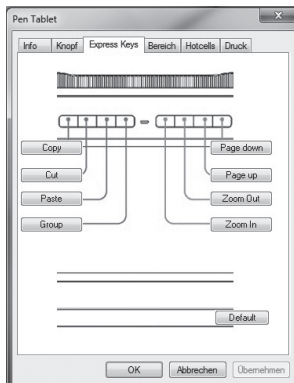 Pen Tablet
Info Knopf Express Keys Bereich Hotcells Druck
Copy Page down
Cut Page up
Paste Zoom Out
Group Zoom In
Default
OK Abbrechen Übernehmen